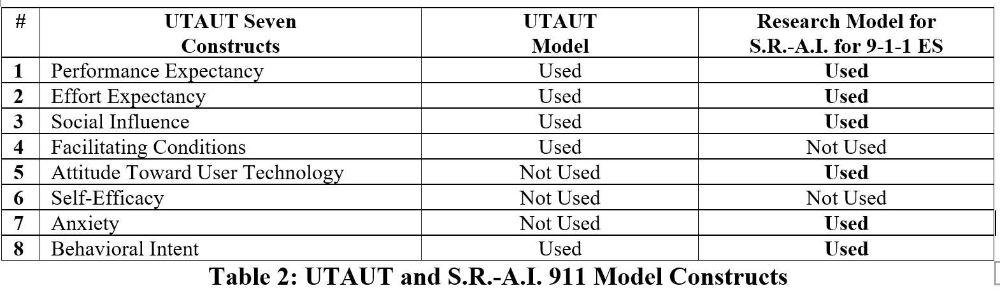 # UTAUT Seven Constructs UTAUT Model Research Model for S.R.-A.I. for 9-1-1 ES
1 Performance Expectancy Used Used
2 Effort Expectancy Used Used
3 Social Influence Used Used
4 Facilitating Conditions Used Not Used
5 Attitude Toward User Technology Not Used Used
6 Self-Efficacy Not Used Not Used
7 Anxiety Not Used Used
8 Behavioral Intent Used Used
Table 2: UTAUT and S.R.-A.I. 911 Model Constructs